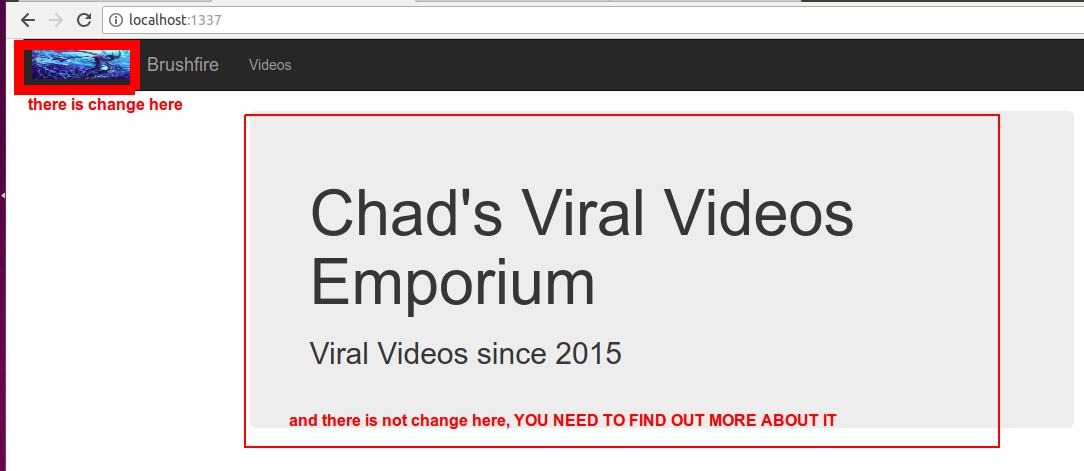 localhost:1337
Brushfire Videos
there is change here
Chad's Viral Videos
Emporium
Viral Videos since 2015
and there is not change here, YOU NEED TO FIND OUT MORE ABOUT IT